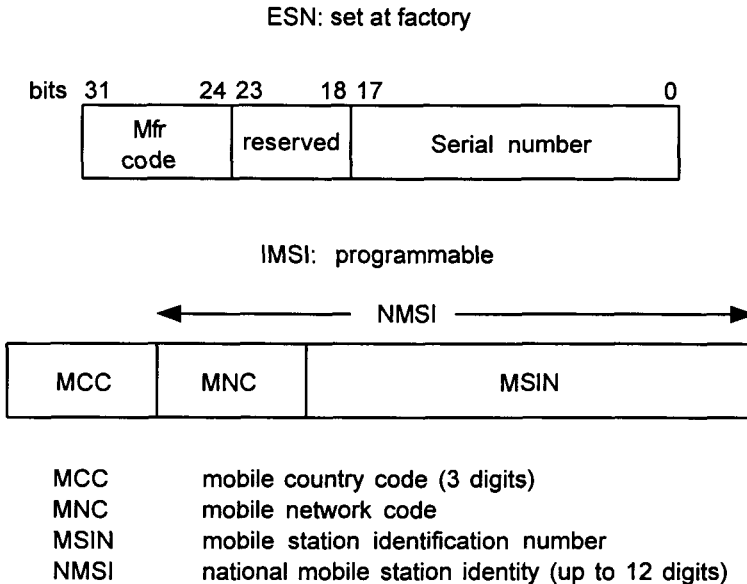 ESN: set at factory
bits 31 24 23 18 17 0
Mfr code reserved Serial number
IMSI: programmable
NMSI
MCC MNC MSIN
MCC mobile country code (3 digits)
MNC mobile network code
MSIN mobile station identification number
NMSI national mobile station identity (up to 12 digits)